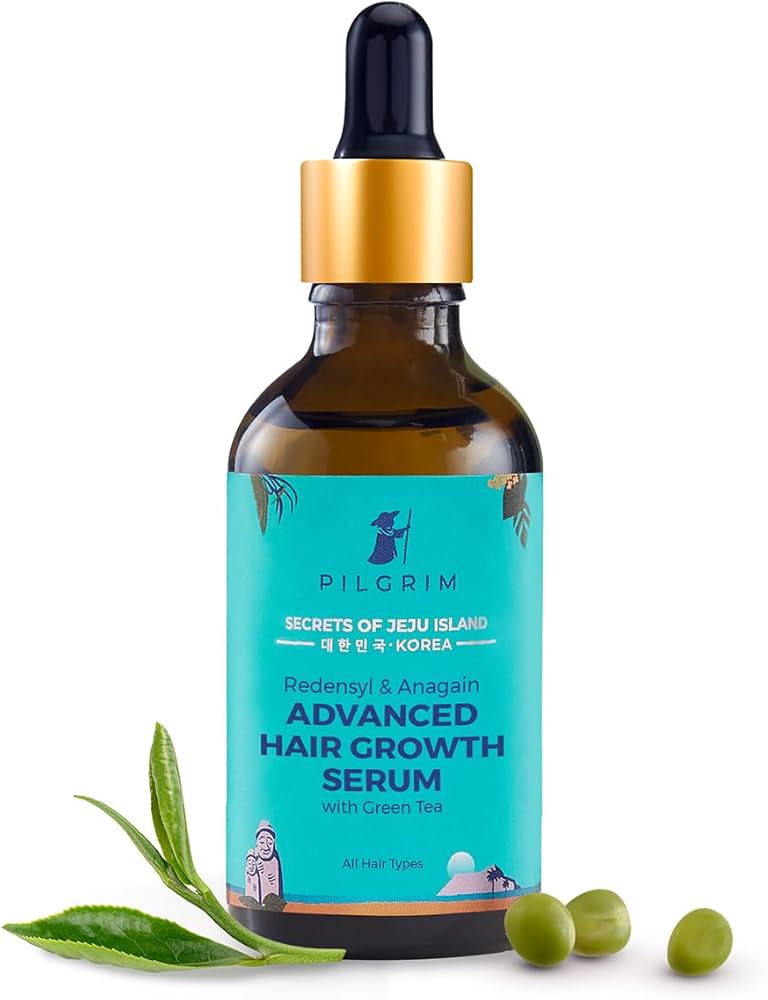 PILGRIM
SECRETS OF JEJU ISLAND
대한민국·KOREA
Redensyl & Anagain
ADVANCED
HAIR GROWTH
SERUM
with Green Tea
All Hair Types